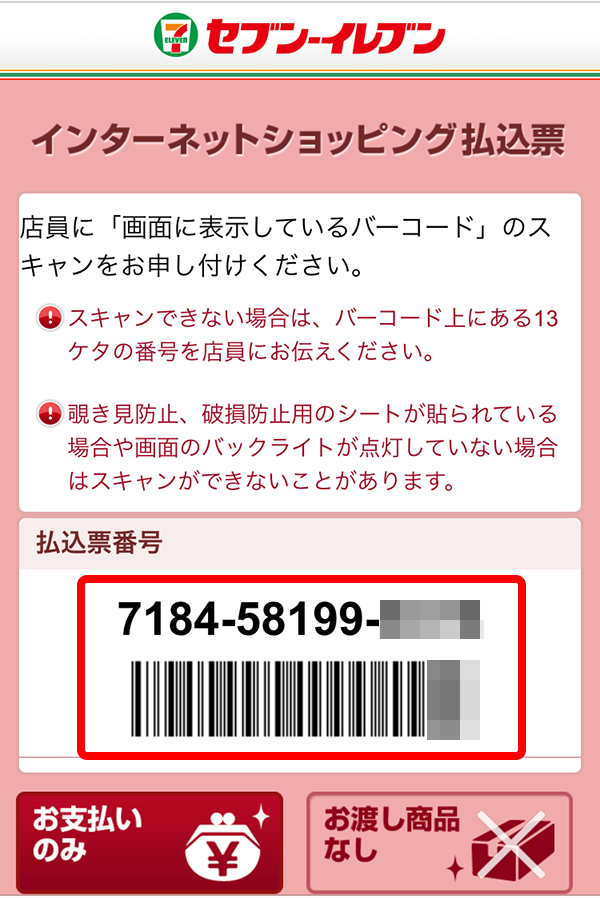 7
ELEVEN
セブン-イレブン
インターネットショッピング払込票
店員に「画面に表示しているバーコード」のス
キャンをお申し付けください。
スキャンできない場合は、バーコード上にある13
ケタの番号を店員にお伝えください。
覗き見防止、破損防止用のシートが貼られている
場合や画面のバックライトが点灯していない場合
はスキャンができないことがあります。
払込票番号
7184-58199-
お支払い
のみ
¥
お渡し商品
なし